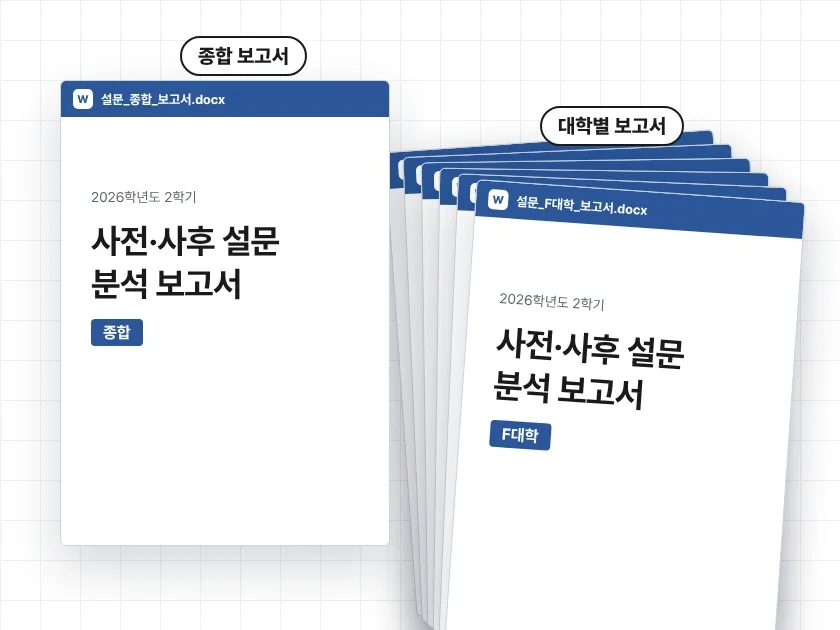 종합 보고서
W 설문_종합_보고서.docx
2026학년도 2학기
사전·사후 설문
분석 보고서
종합
대학별 보고서
W 설문_F대학_보고서.docx
2026학년도 2학기
사전·사후 설문
분석 보고서
F대학